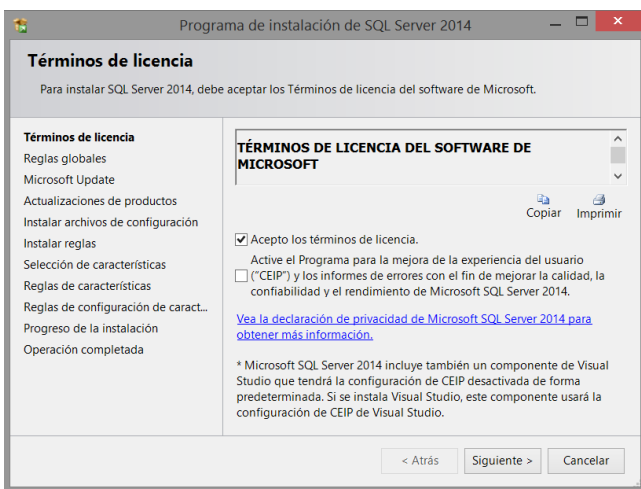 Programa de instalación de SQL Server 2014
Términos de licencia
Para instalar SQL Server 2014, debe aceptar los Términos de licencia del software de Microsoft.
Términos de licencia
Reglas globales
Microsoft Update
Actualizaciones de productos
Instalar archivos de configuración
Instalar reglas
Selección de características
Reglas de características
Reglas de configuración de caract...
Progreso de la instalación
Operación completada
TÉRMINOS DE LICENCIA DEL SOFTWARE DE
MICROSOFT
Copiar Imprimir
Acepto los términos de licencia.
Active el Programa para la mejora de la experiencia del usuario
("CEIP") y los informes de errores con el fin de mejorar la calidad, la
confiabilidad y el rendimiento de Microsoft SQL Server 2014.
Vea la declaración de privacidad de Microsoft SQL Server 2014 para
obtener más información.
* Microsoft SQL Server 2014 incluye también un componente de Visual
Studio que tendrá la configuración de CEIP desactivada de forma
predeterminada. Si se instala Visual Studio, este componente usará la
configuración de CEIP de Visual Studio.
< Atrás Siguiente > Cancelar